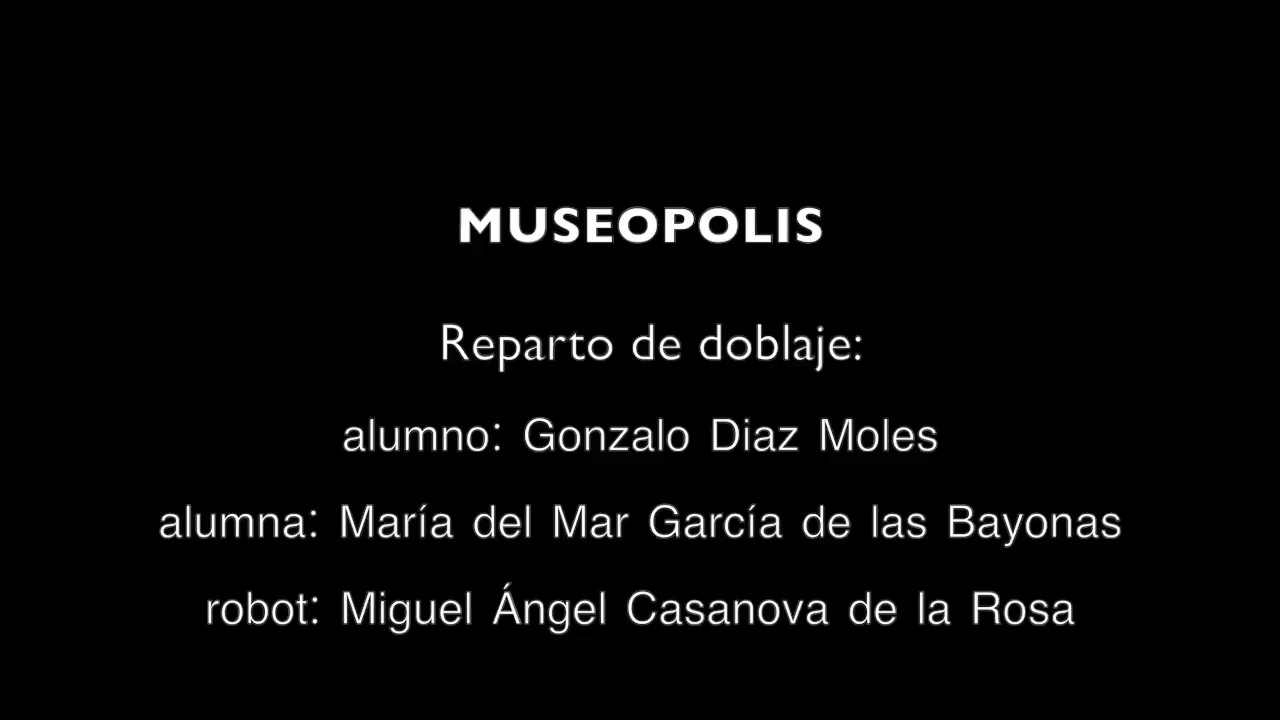 MUSEOPOLIS
Reparto de doblaje:
alumno: Gonzalo Diaz Moles
alumna: María del Mar García de las Bayonas
robot: Miguel Ángel Casanova de la Rosa